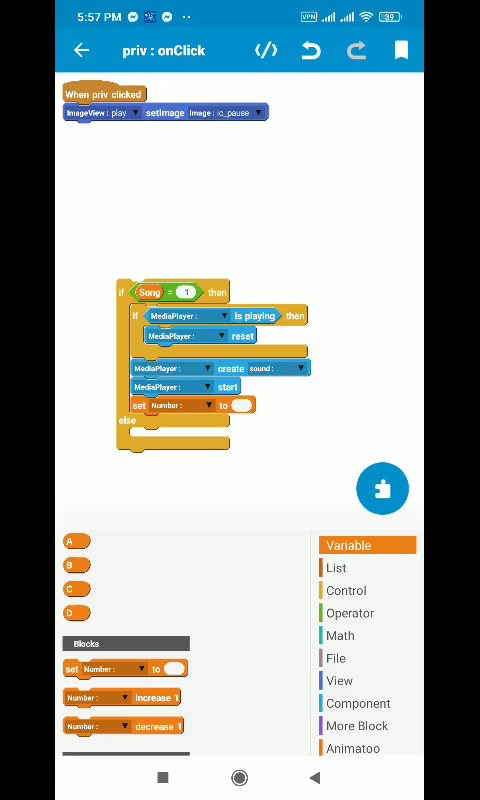 5:57 PM VPN 39
priv : onClick
When priv clicked
ImageView : play setImage Image : ic_pause
if Song = 1 then
if MediaPlayer : is playing then
MediaPlayer : reset
MediaPlayer : create sound :
MediaPlayer : start
set Number : to
else
A
B
C
D
Blocks
set Number : to
Number : increase 1
Number : decrease 1
Variable
List
Control
Operator
Math
File
View
Component
More Block
Animatoo